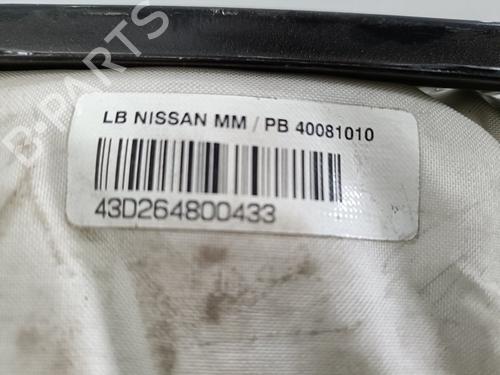 B-PARTS
LB NISSAN MM / PB 40081010
43D264800433